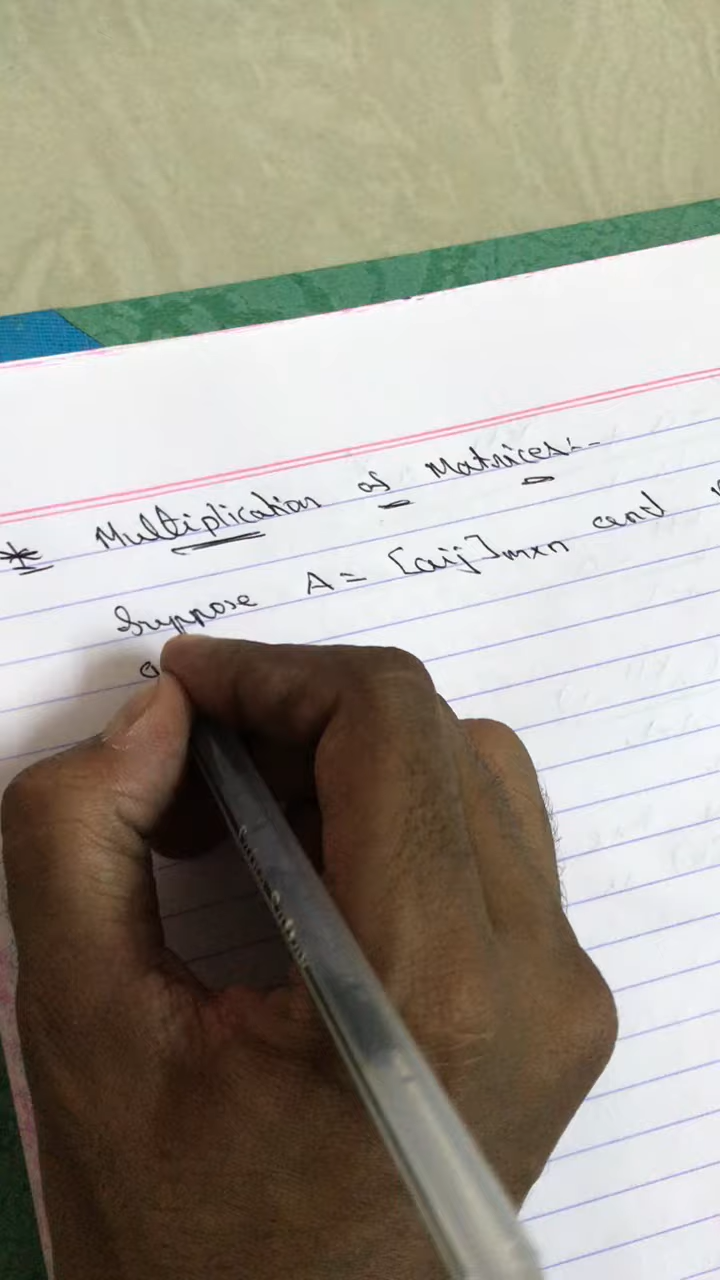 * Multiplication of Matrices:-
Suppose A = [aij]mxn and